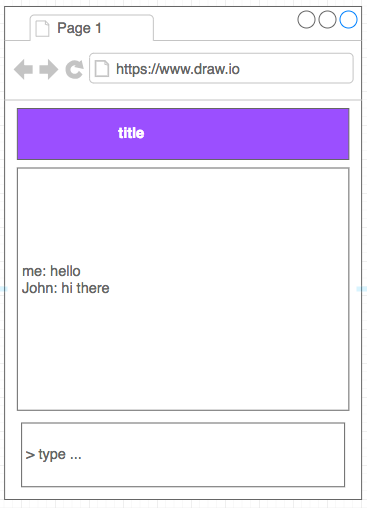 Page 1
https://www.draw.io
title
me: hello
John: hi there
> type ...